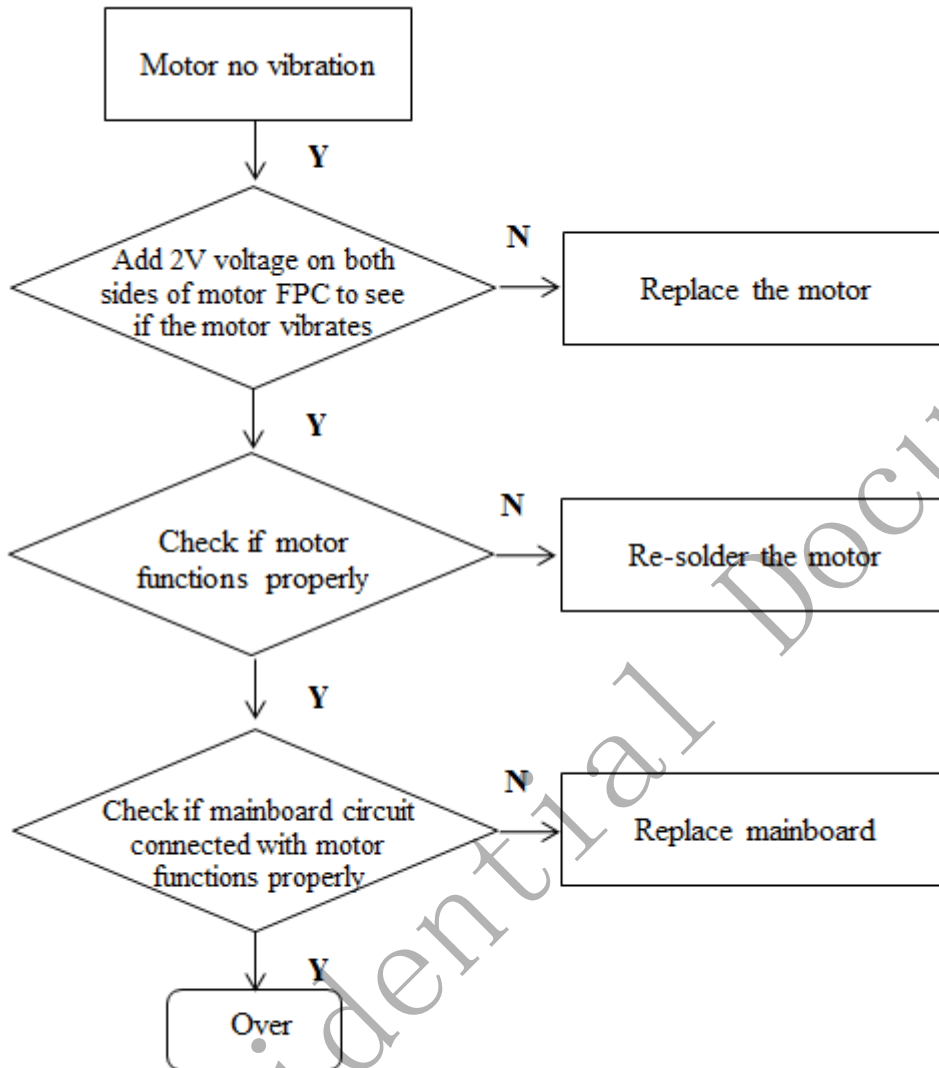 Motor no vibration
Y
Add 2V voltage on both
sides of motor FPC to see
if the motor vibrates
N
Replace the motor
Y
Check if motor
functions properly
N
Re-solder the motor
Y
Check if mainboard circuit
connected with motor
functions properly
N
Replace mainboard
Y
Over